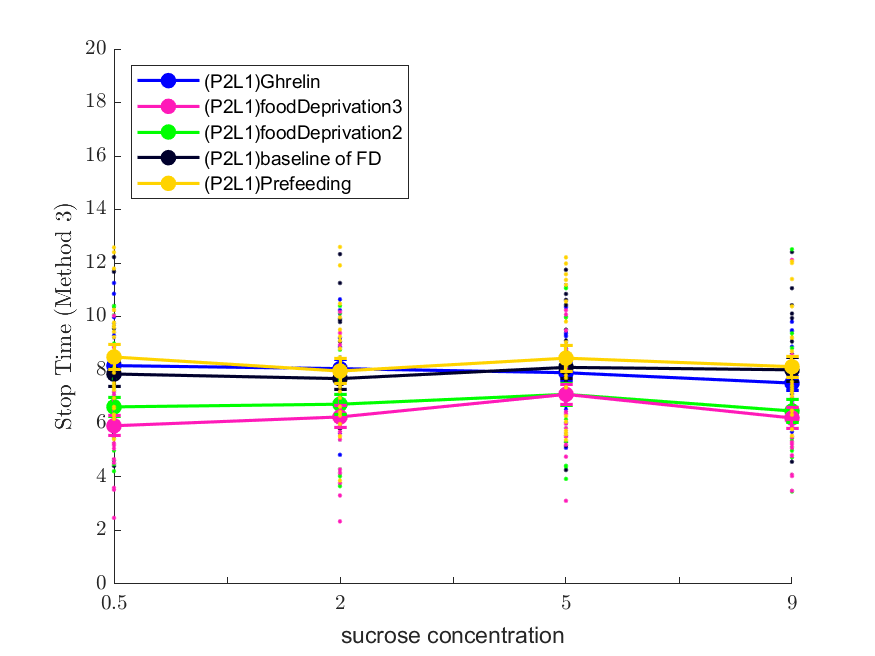 20
18
16
14
12
10
8
6
4
2
0
Stop Time (Method 3)
(P2L1)Ghrelin
(P2L1)foodDeprivation3
(P2L1)foodDeprivation2
(P2L1)baseline of FD
(P2L1)Prefeeding
0.5 2 5 9
sucrose concentration